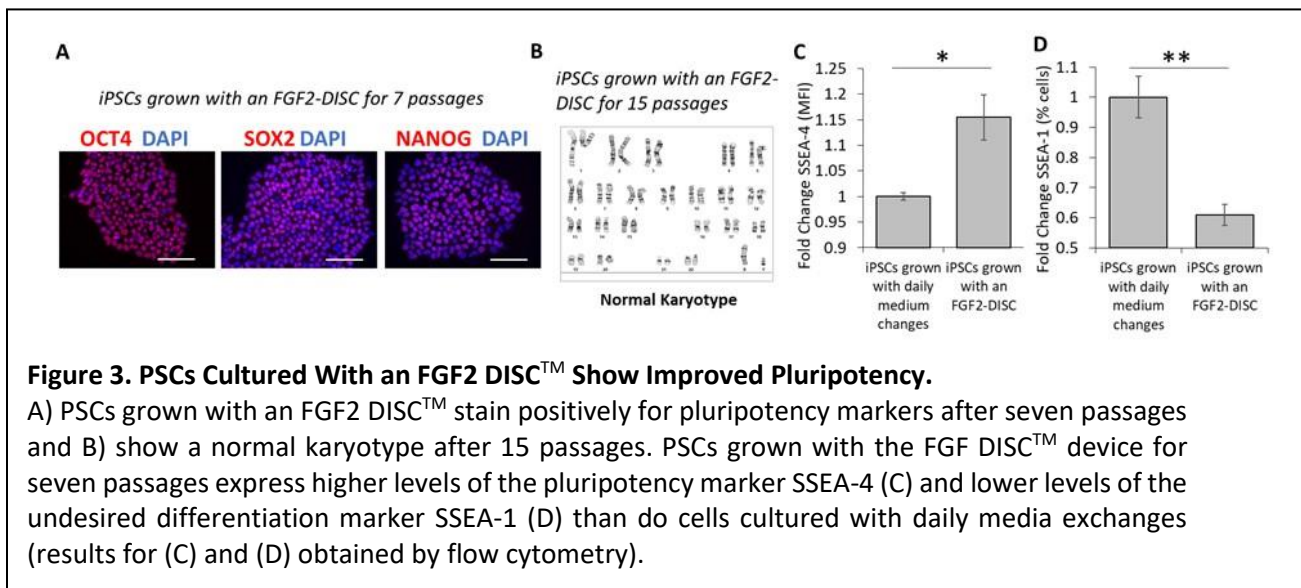 A
iPSCs grown with an FGF2-DISC for 7 passages
OCT4 DAPI
SOX2 DAPI
NANOG DAPI
B
iPSCs grown with an FGF2-
DISC for 15 passages
Normal Karyotype
C
Fold Change SSEA-4 (MFI)
1.25
1.2
1.15
1.1
1.05
1
0.95
0.9
*
iPSCs grown
with daily
medium
changes
iPSCs grown
with an
FGF2-DISC
D
Fold Change SSEA-1 (% cells)
1.1
1
0.9
0.8
0.7
0.6
0.5
**
iPSCs grown
with daily
medium
changes
iPSCs grown
with an
FGF2-DISC
Figure 3. PSCs Cultured With an FGF2 DISC™ Show Improved Pluripotency.
A) PSCs grown with an FGF2 DISC™ stain positively for pluripotency markers after seven passages
and B) show a normal karyotype after 15 passages. PSCs grown with the FGF DISC™ device for
seven passages express higher levels of the pluripotency marker SSEA-4 (C) and lower levels of the
undesired differentiation marker SSEA-1 (D) than do cells cultured with daily media exchanges
(results for (C) and (D) obtained by flow cytometry).